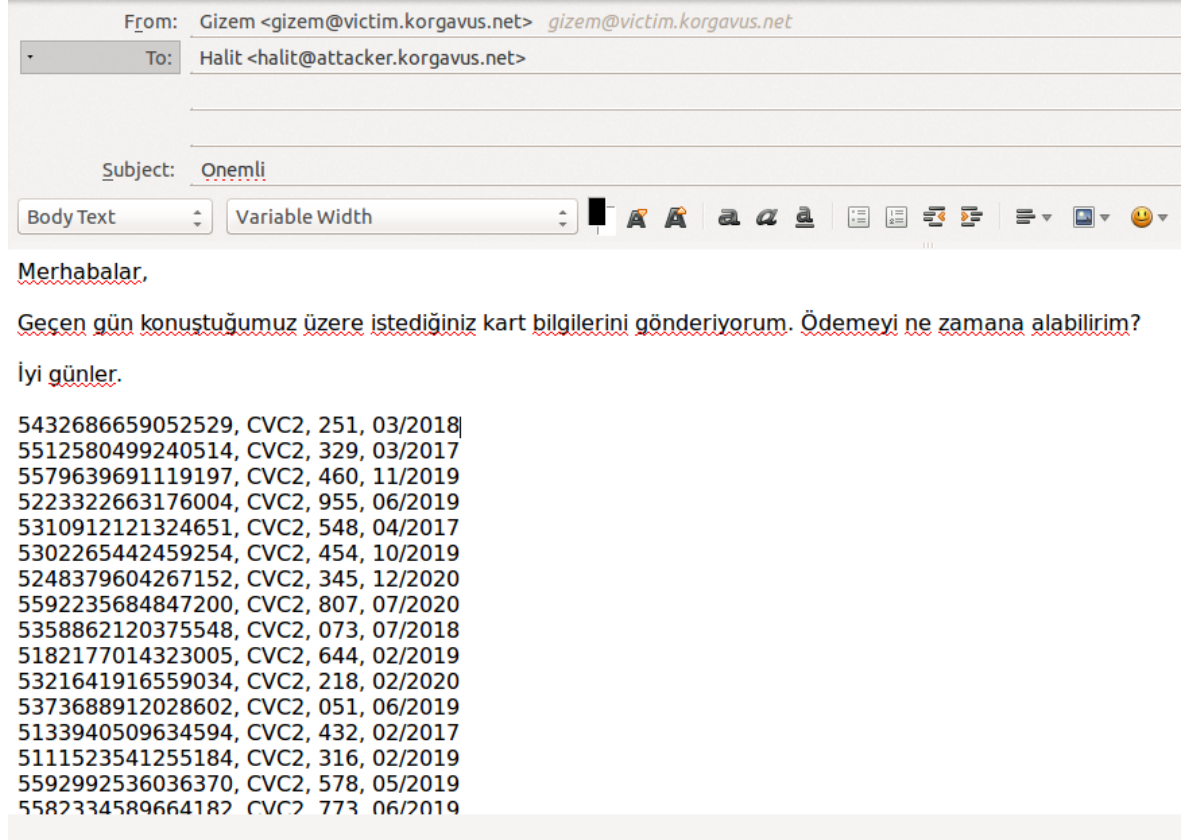 From: Gizem <gizem@victim.korgavus.net> gizem@victim.korgavus.net
To: Halit <halit@attacker.korgavus.net>
Subject: Onemli
Body Text Variable Width
Merhabalar,
Geçen gün konuştuğumuz üzere istediğiniz kart bilgilerini gönderiyorum. Ödemeyi ne zamana alabilirim?
İyi günler.
5432686659052529, CVC2, 251, 03/2018
5512580499240514, CVC2, 329, 03/2017
5579639691119197, CVC2, 460, 11/2019
5223322663176004, CVC2, 955, 06/2019
5310912121324651, CVC2, 548, 04/2017
5302265442459254, CVC2, 454, 10/2019
5248379604267152, CVC2, 345, 12/2020
5592235684847200, CVC2, 807, 07/2020
5358862120375548, CVC2, 073, 07/2018
5182177014323005, CVC2, 644, 02/2019
5321641916559034, CVC2, 218, 02/2020
5373688912028602, CVC2, 051, 06/2019
5133940509634594, CVC2, 432, 02/2017
5111523541255184, CVC2, 316, 02/2019
5592992536036370, CVC2, 578, 05/2019
5582334589664182, CVC2, 773, 06/2019